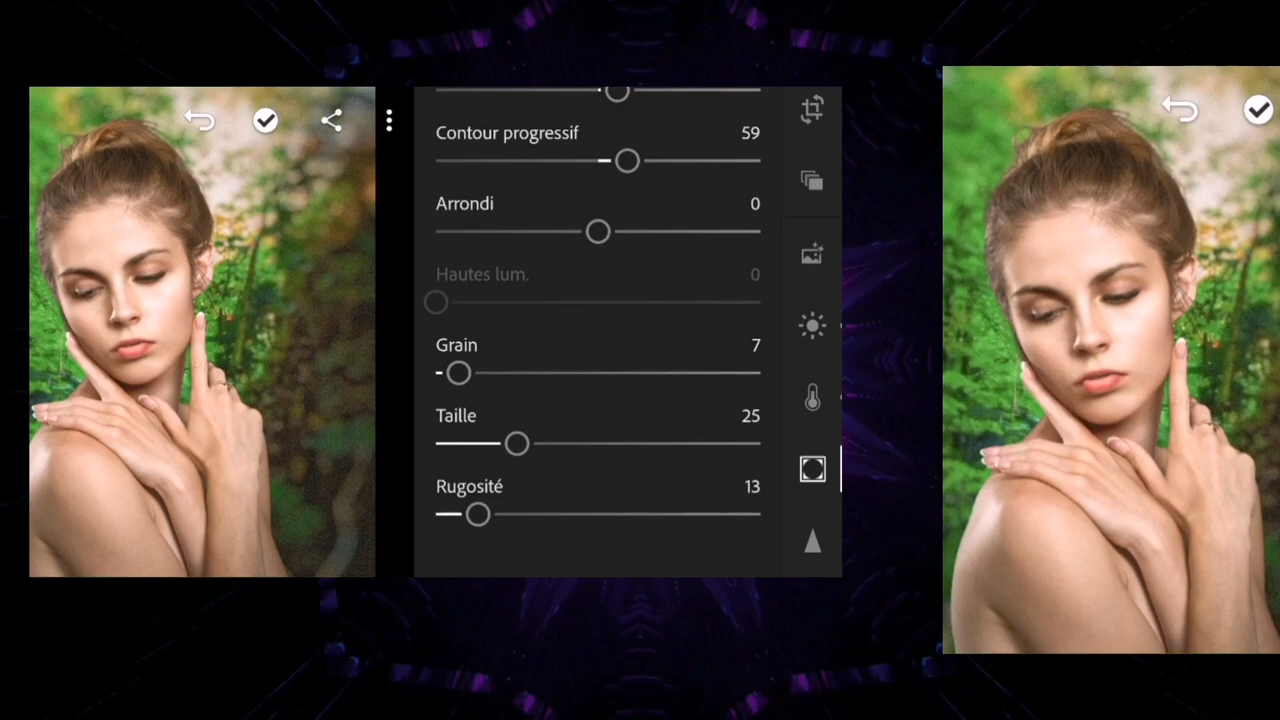 Contour progressif 59
Arrondi 0
Hautes lum. 0
Grain 7
Taille 25
Rugosité 13